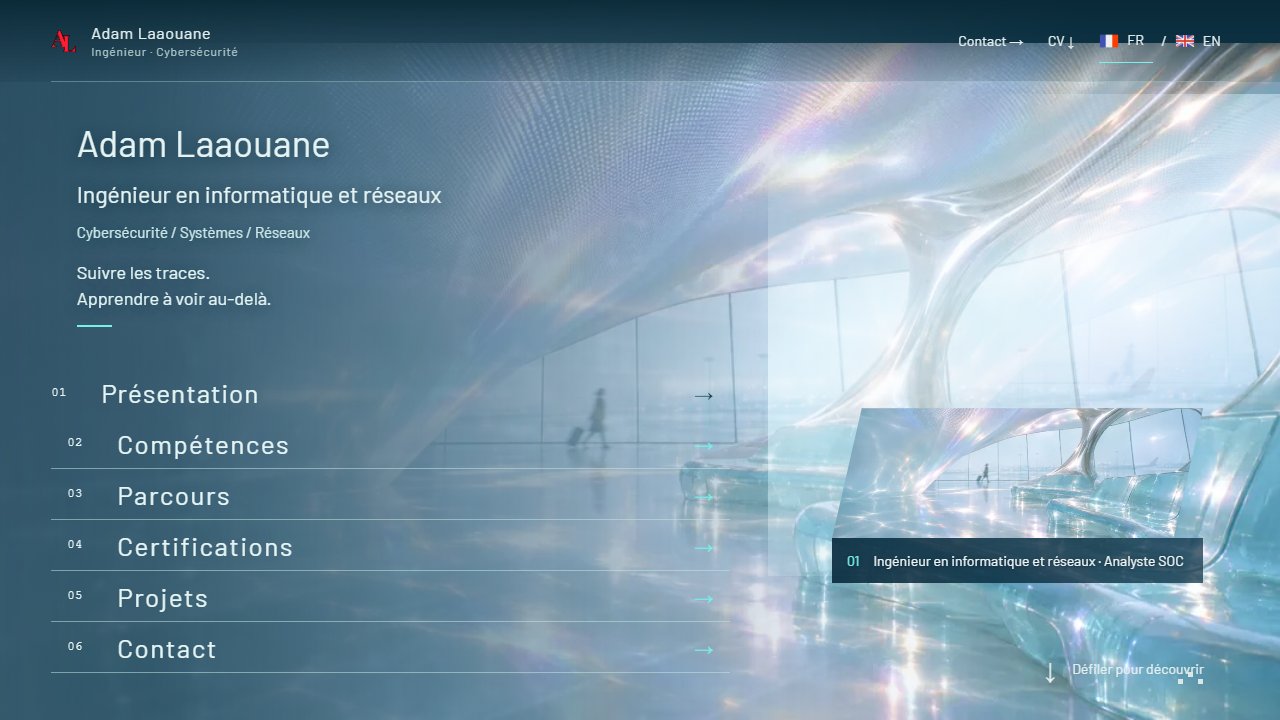 AL
Adam Laaouane
Ingénieur · Cybersécurité
Contact →
CV ↓
FR / EN
Adam Laaouane
Ingénieur en informatique et réseaux
Cybersécurité / Systèmes / Réseaux
Suivre les traces.
Apprendre à voir au-delà.
01 Présentation →
02 Compétences →
03 Parcours →
04 Certifications →
05 Projets →
06 Contact →
01 Ingénieur en informatique et réseaux · Analyste SOC
↓ Défiler pour découvrir